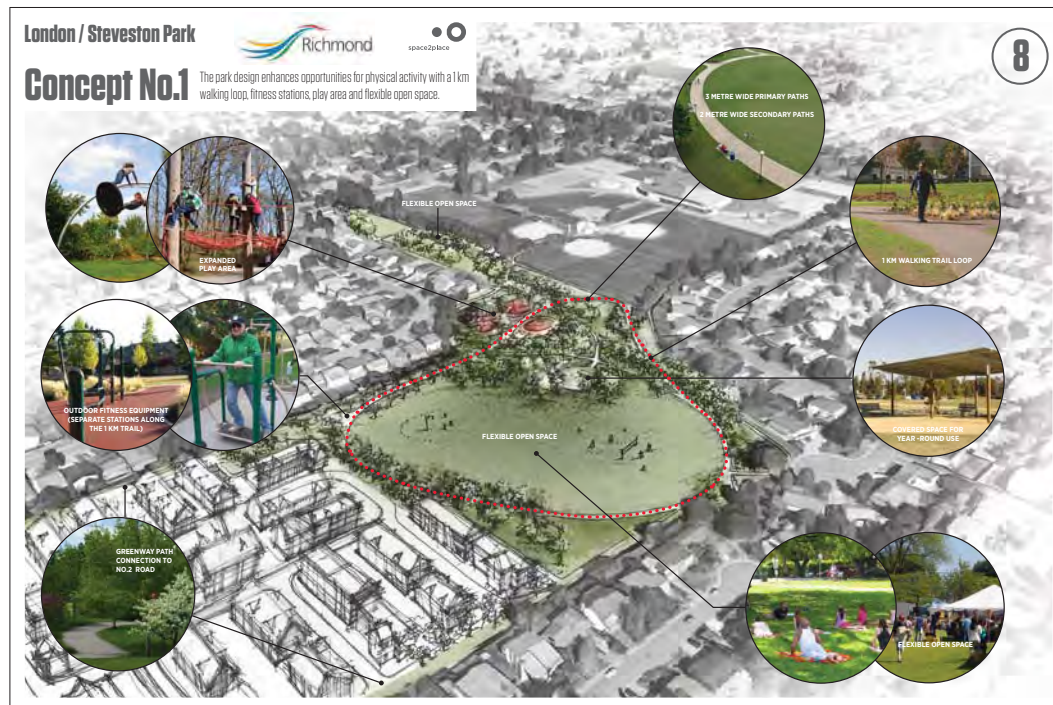 London / Steveston Park
Richmond
space2place
8
Concept No.1
The park design enhances opportunities for physical activity with a 1 km
walking loop, fitness stations, play area and flexible open space.
3 METRE WIDE PRIMARY PATHS
2 METRE WIDE SECONDARY PATHS
FLEXIBLE OPEN SPACE
EXPANDED
PLAY AREA
1 KM WALKING TRAIL LOOP
OUTDOOR FITNESS EQUIPMENT
(SEPARATE STATIONS ALONG
THE 1 KM TRAIL)
FLEXIBLE OPEN SPACE
COVERED SPACE FOR
YEAR -ROUND USE
GREENWAY PATH
CONNECTION TO
NO.2 ROAD
FLEXIBLE OPEN SPACE